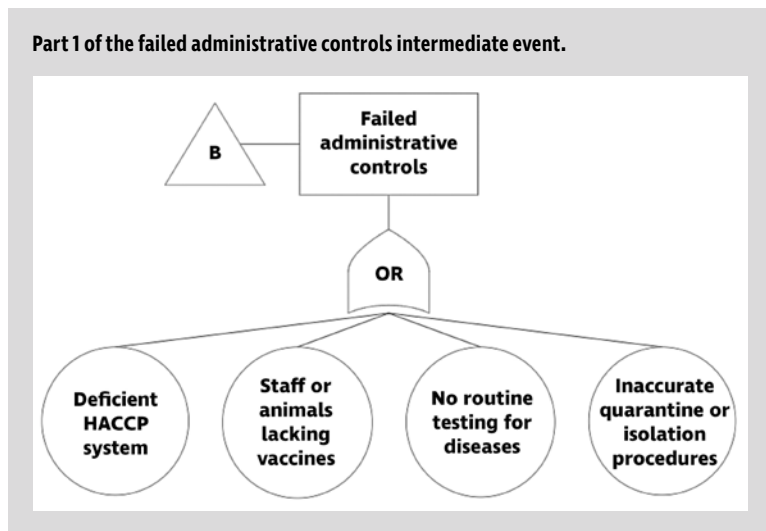 Part 1 of the failed administrative controls intermediate event.
B
Failed
administrative
controls
OR
Deficient
HACCP
system
Staff or
animals
lacking
vaccines
No routine
testing for
diseases
Inaccurate
quarantine or
isolation
procedures